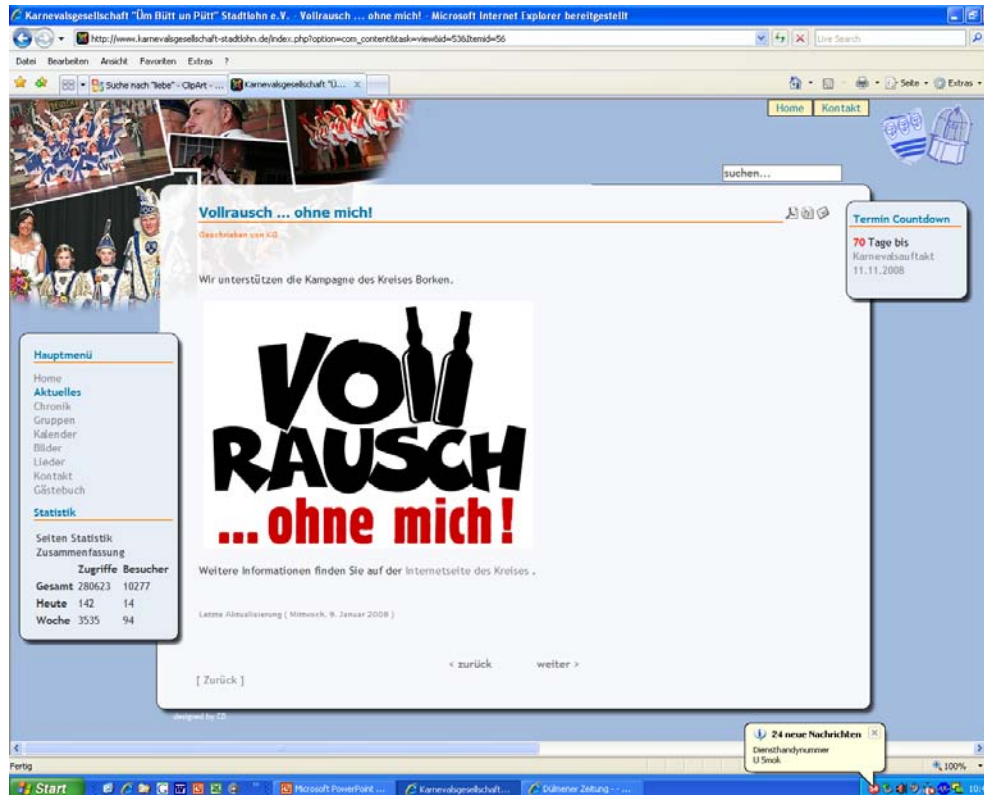 Karnevalsgesellschaft "Üm Bütt un Pütt" Stadtlohn e.V. - Vollrausch ... ohne mich! - Microsoft Internet Explorer bereitgestellt
http://www.karnevalsgesellschaft-stadtlohn.de/index.php?option=com_content&task=view&id=53&Itemid=56
Live Search
Datei Bearbeiten Ansicht Favoriten Extras ?
Suche nach "liebe" - ClipArt - ...
Karnevalsgesellschaft "Ü...
Seite
Extras
Home Kontakt
suchen...
Vollrausch ... ohne mich!
Geschrieben von KG
Wir unterstützen die Kampagne des Kreises Borken.
VOLL
RAUSCH
...ohne mich!
Weitere Informationen finden Sie auf der Internetseite des Kreises .
Letzte Aktualisierung ( Mittwoch, 9. Januar 2008 )
< zurück weiter >
[ Zurück ]
Termin Countdown
70 Tage bis
Karnevalsauftakt
11.11.2008
Hauptmenü
Home
Aktuelles
Chronik
Gruppen
Kalender
Bilder
Lieder
Kontakt
Gästebuch
Statistik
Seiten Statistik
Zusammenfassung
Zugriffe Besucher
Gesamt 280623 10277
Heute 142 14
Woche 3535 94
designed by CD
24 neue Nachrichten
Diensthandynummer
U Smok
Fertig
100%
Start
Microsoft PowerPoint ...
Karnevalsgesellschaft...
Dülmener Zeitung - - ...